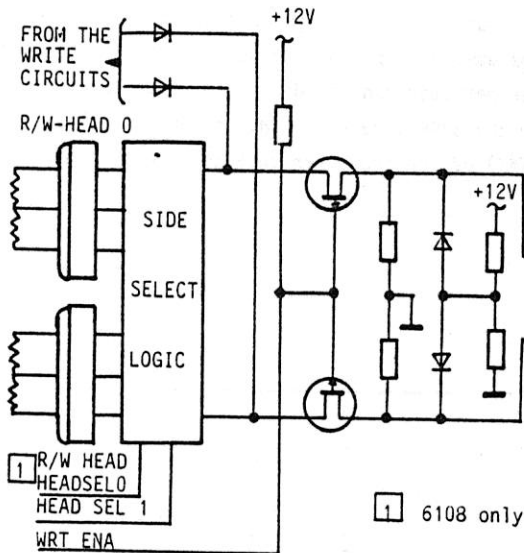 +12V
FROM THE
WRITE
CIRCUITS
R/W-HEAD 0
+12V
SIDE
SELECT
LOGIC
1 R/W HEAD
HEADSEL0
HEAD SEL 1
WRT ENA
1 6108 only